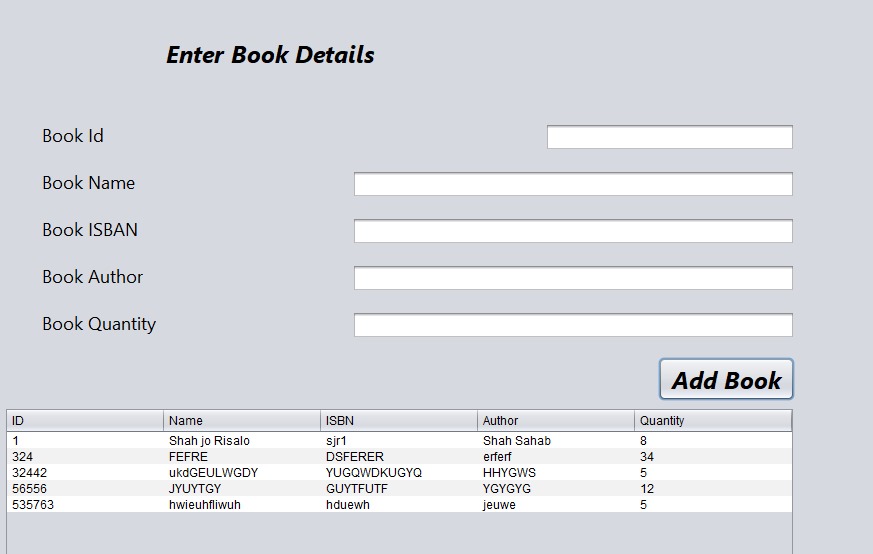 Enter Book Details
Book Id
Book Name
Book ISBAN
Book Author
Book Quantity
Add Book
ID Name ISBN Author Quantity
1 Shah jo Risalo sjr1 Shah Sahab 8
324 FEFRE DSFERER erferf 34
32442 ukdGEULWGDY YUGQWDKUGYQ HHYGWS 5
56556 JYUYTGY GUYTFUTF YGYGYG 12
535763 hwieuhfliwuh hduewh jeuwe 5